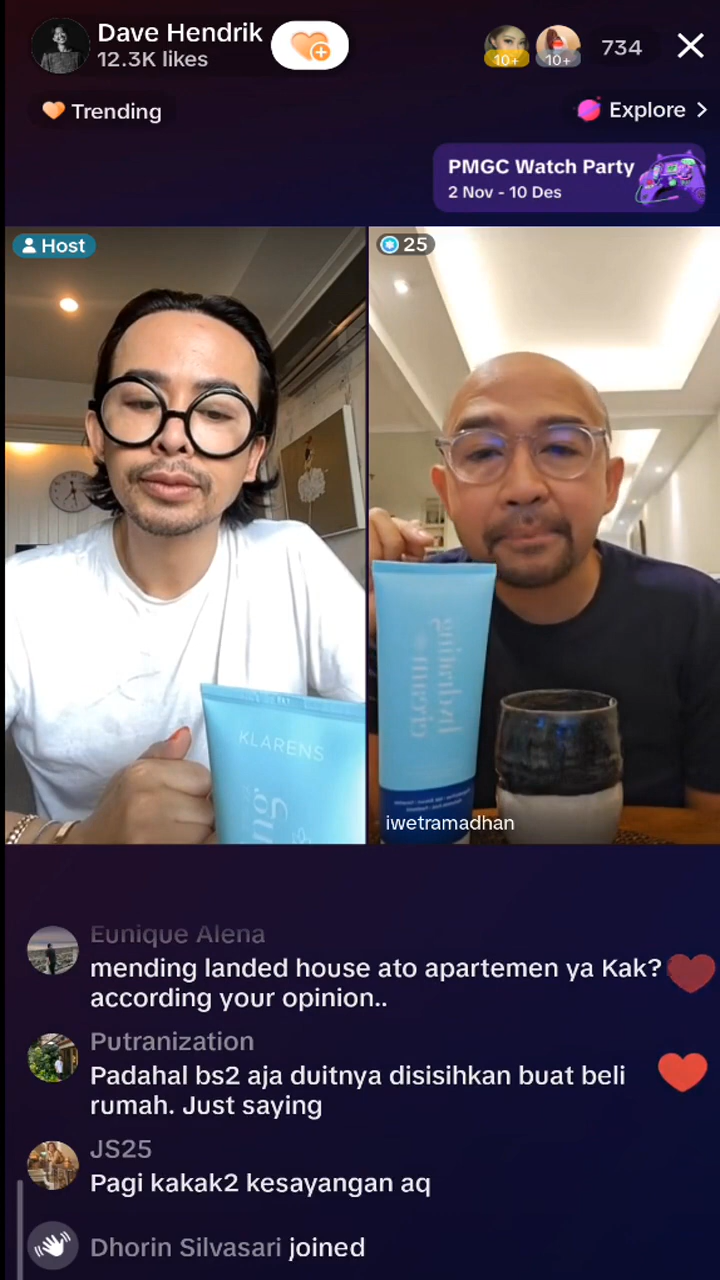 Dave Hendrik
12.3K likes
10+
10+
734
Trending
Explore
PMGC Watch Party
2 Nov - 10 Des
Host
25
KLARENS
iwetramadhan
Eunique Alena
mending landed house ato apartemen ya Kak?
according your opinion..
Putranization
Padahal bs2 aja duitnya disisihkan buat beli
rumah. Just saying
JS25
Pagi kakak2 kesayangan aq
Dhorin Silvasari joined